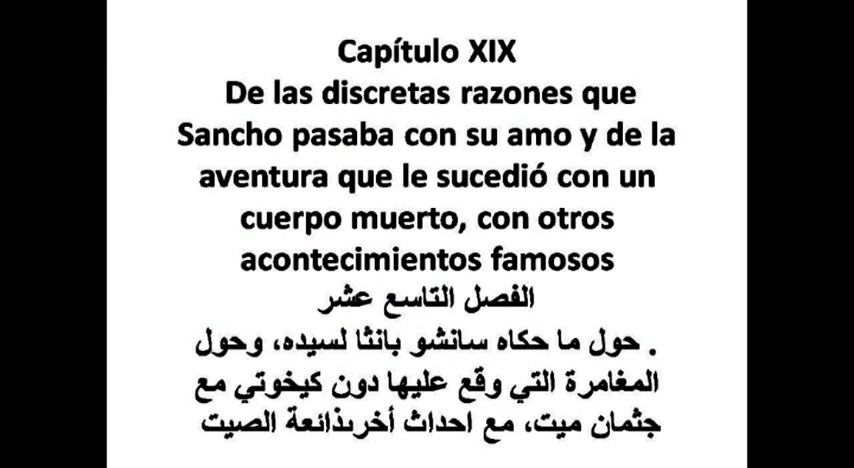 Capítulo XIX
De las discretas razones que
Sancho pasaba con su amo y de la
aventura que le sucedió con un
cuerpo muerto, con otros
acontecimientos famosos
الفصل التاسع عشر
. حول ما حكاه سانشو بانثا لسيده، وحول
المغامرة التي وقع عليها دون كيخوتي مع
جثمان ميت، مع احداث أخرىذائعة الصيت